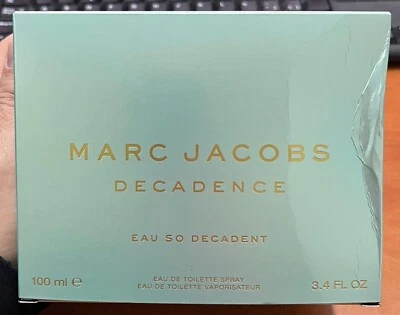 MARC JACOBS
DECADENCE
EAU SO DECADENT
100 ml ℮
EAU DE TOILETTE SPRAY
EAU DE TOILETTE VAPORISATEUR
3.4 FL OZ